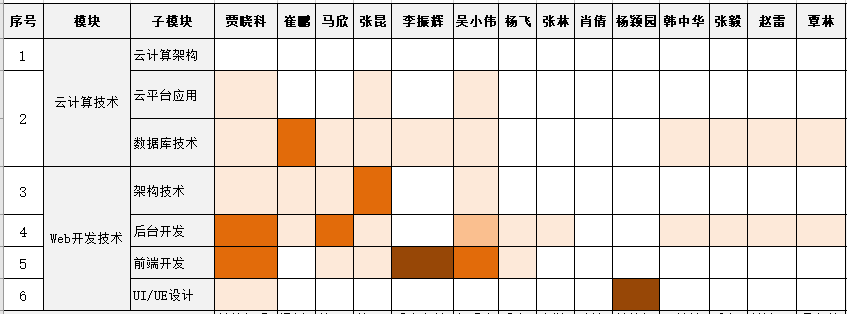 序号 模块 子模块 贾晓科 崔鹏 马欣 张昆 李振辉 吴小伟 杨飞 张林 肖倩 杨颖园 韩中华 张毅 赵雷 覃林
1 云计算技术 云计算架构
2 云平台应用
数据库技术
3 Web开发技术 架构技术
4 后台开发
5 前端开发
6 UI/UE设计